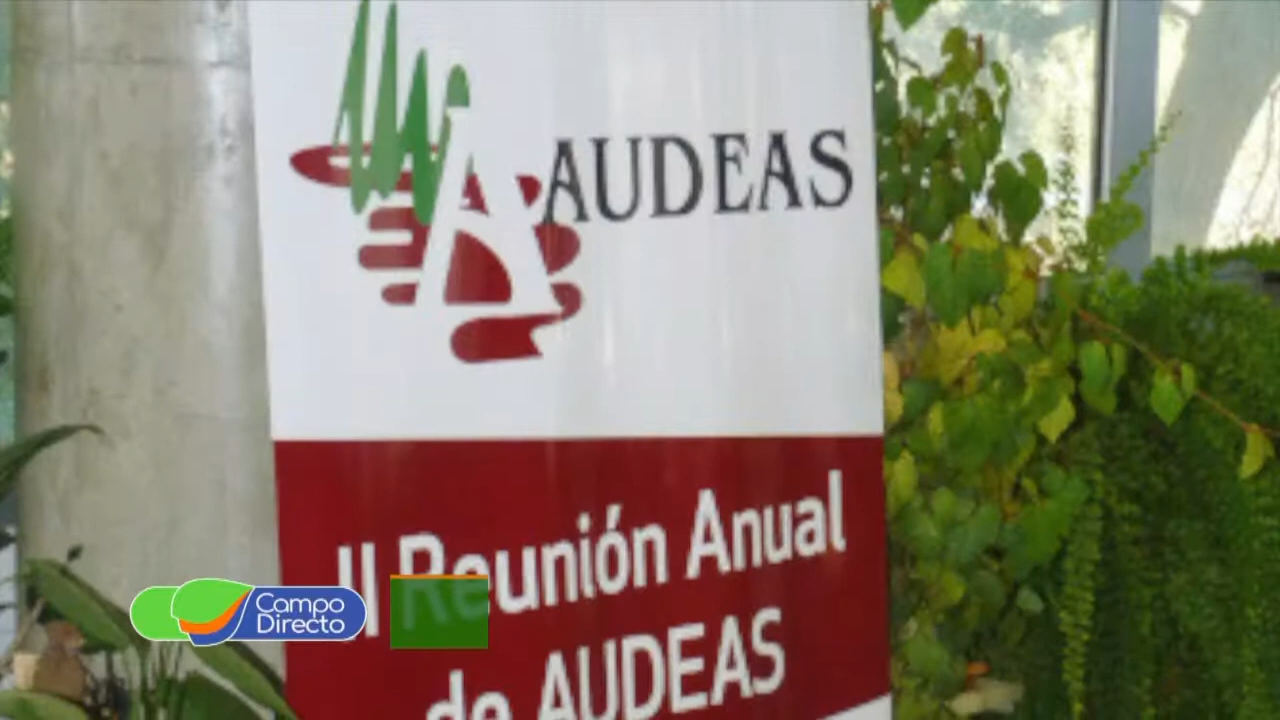 AUDEAS
II Reunión Anual
de AUDEAS
Campo
Directo